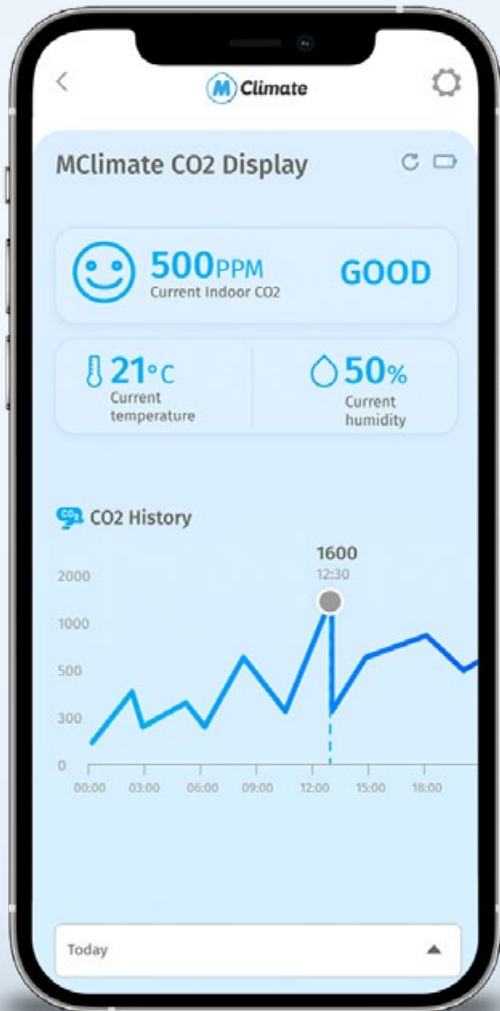 M Climate
MClimate CO2 Display
500PPM
Current Indoor CO2
GOOD
21°C
Current
temperature
50%
Current
humidity
CO₂ CO2 History
1600
12:30
2000
1000
500
300
0
00:00 03:00 06:00 09:00 12:00 15:00 18:00
Today